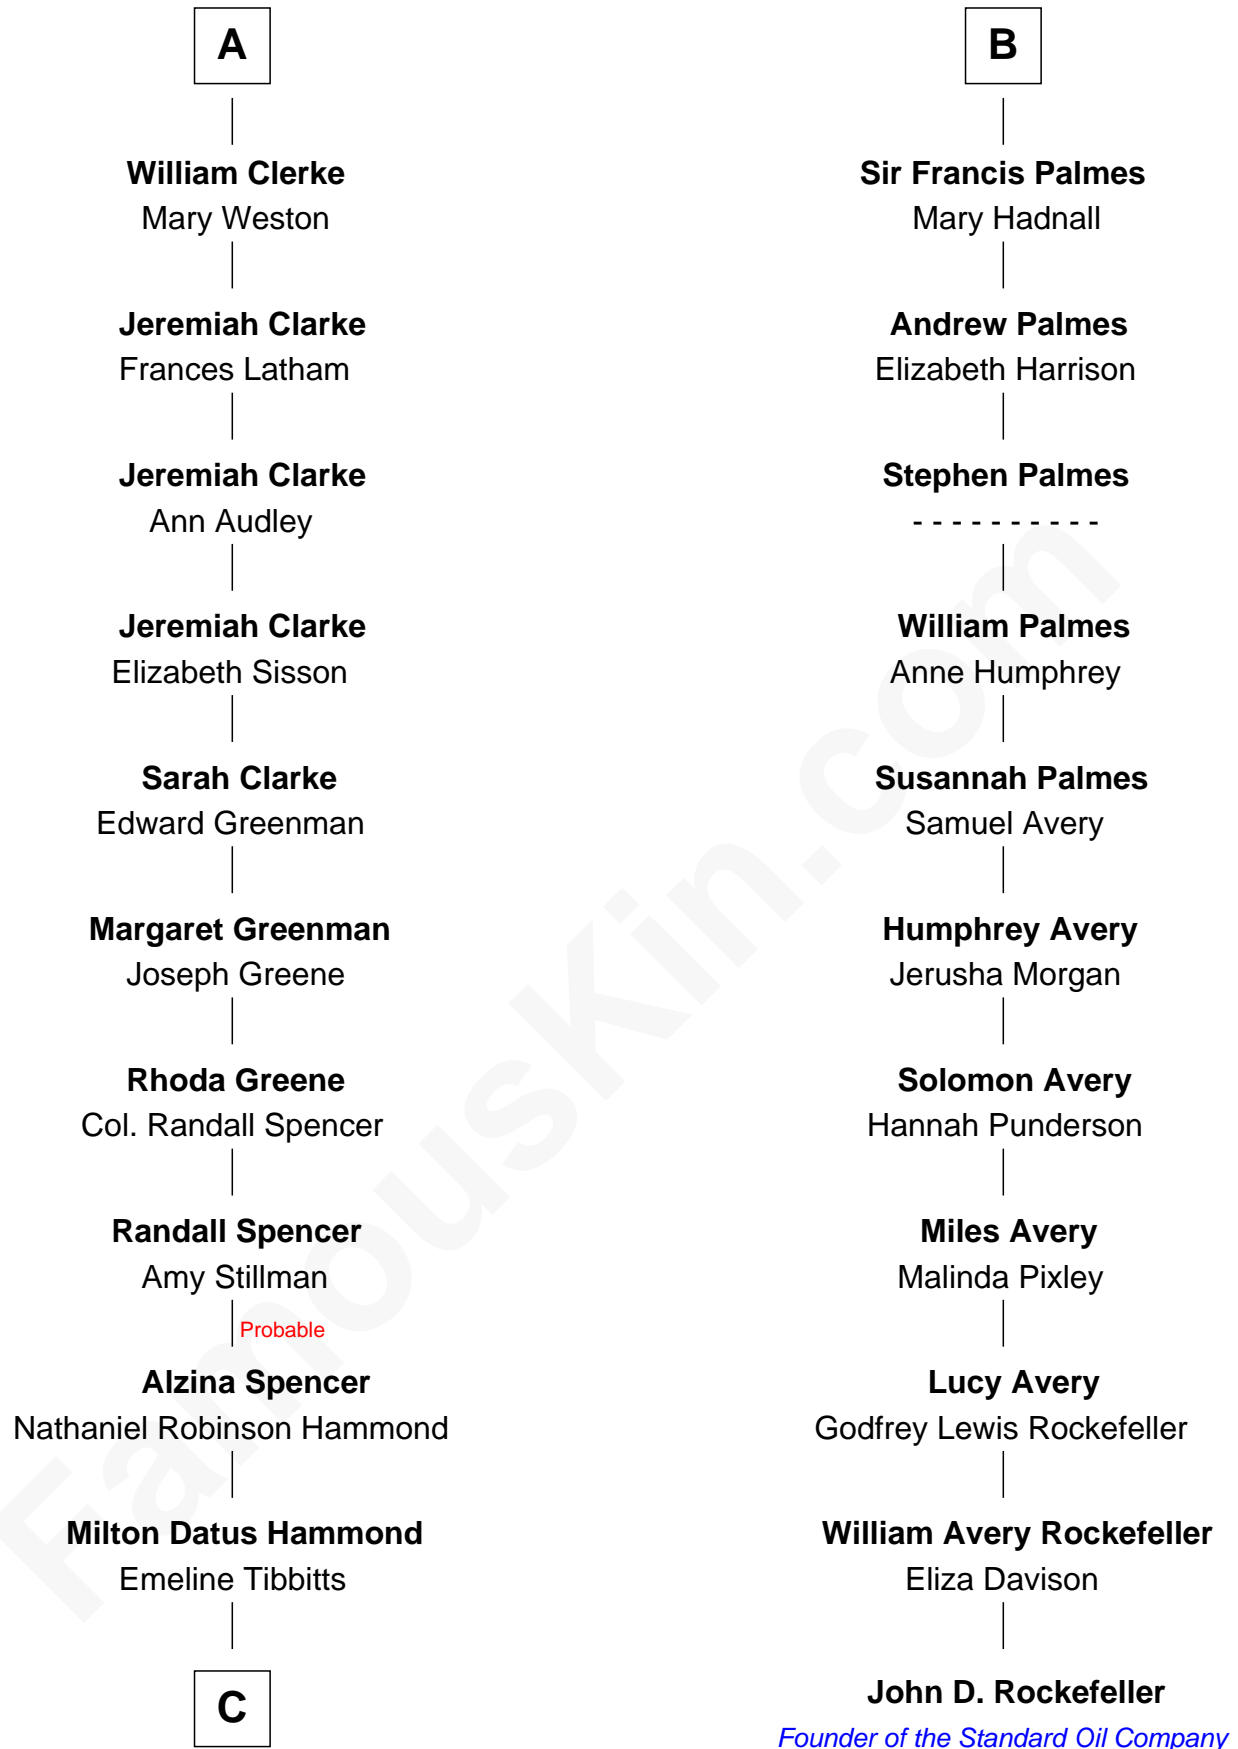 A
William Clerke
Mary Weston
Jeremiah Clarke
Frances Latham
Jeremiah Clarke
Ann Audley
Jeremiah Clarke
Elizabeth Sisson
Sarah Clarke
Edward Greenman
Margaret Greenman
Joseph Greene
Rhoda Greene
Col. Randall Spencer
Randall Spencer
Amy Stillman
Probable
Alzina Spencer
Nathaniel Robinson Hammond
Milton Datus Hammond
Emeline Tibbitts
C
B
Sir Francis Palmes
Mary Hadnall
Andrew Palmes
Elizabeth Harrison
Stephen Palmes
- - - - - - - - - -
William Palmes
Anne Humphrey
Susannah Palmes
Samuel Avery
Humphrey Avery
Jerusha Morgan
Solomon Avery
Hannah Punderson
Miles Avery
Malinda Pixley
Lucy Avery
Godfrey Lewis Rockefeller
William Avery Rockefeller
Eliza Davison
John D. Rockefeller
Founder of the Standard Oil Company
FamousKin.com